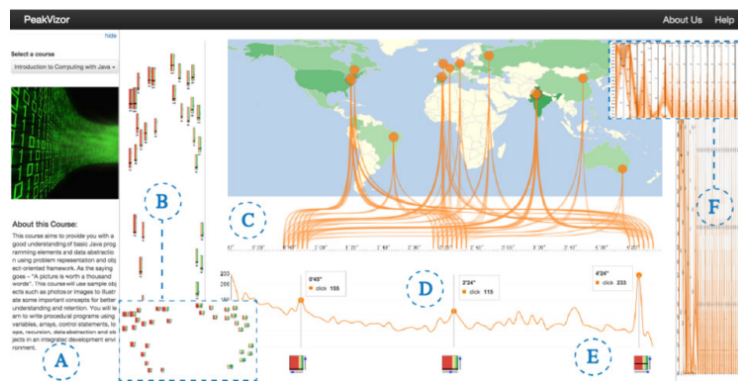 PeakVizor
About Us Help
hide
Select a course
Introduction to Computing with Java
About this Course:
This course aims to provide you with a
good understanding of basic Java prog
ramming elements and data abstractio
n using problem representation and obj
ect-oriented framework. As the saying
goes – "A picture is worth a thousand
words". This course will use sample obj
ects such as photos or images to illustr
ate some important concepts for better
understanding and retention. You will le
arn to write procedural programs using
variables, arrays, control statements, lo
ops, recursion, data abstraction and ob
jects in an integrated development envi
ronment.
A
B
C
D
E
F
0'45"
click 155
2'24"
click 115
4'24"
click 233
233
200